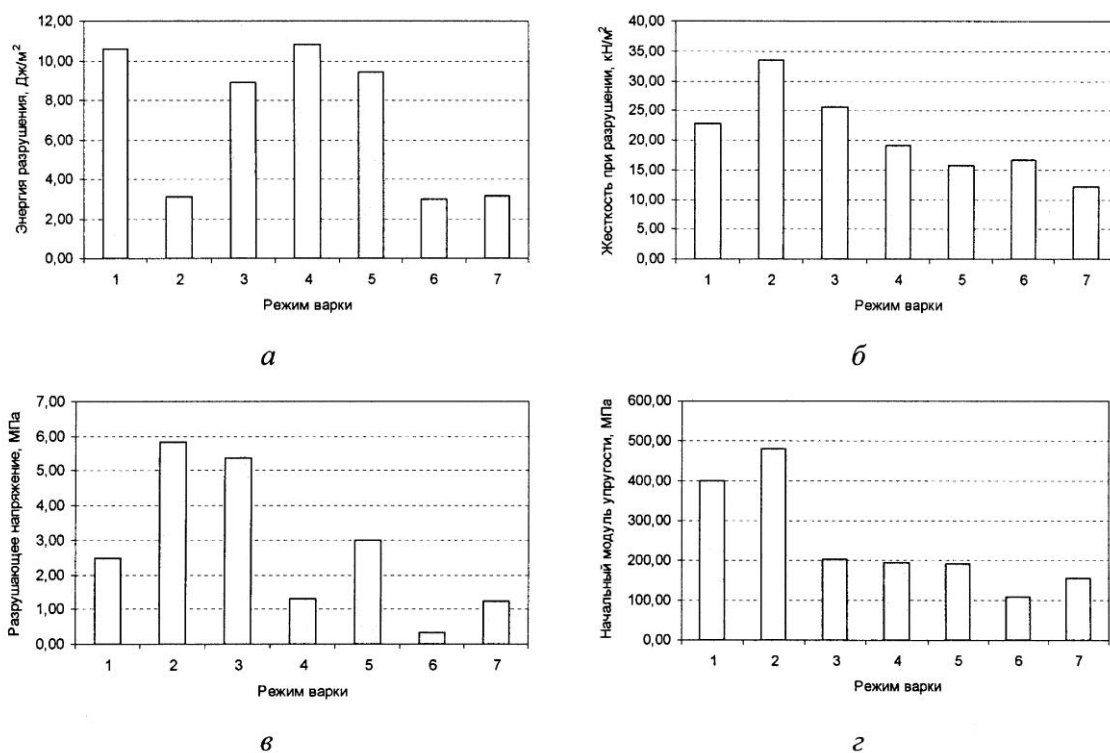 Энергия разрушения, Дж/м²
12,00
10,00
8,00
6,00
4,00
2,00
0,00
1 2 3 4 5 6 7
Режим варки
а
Жесткость при разрушении, кН/м²
40,00
35,00
30,00
25,00
20,00
15,00
10,00
5,00
0,00
1 2 3 4 5 6 7
Режим варки
б
Разрушающее напряжение, МПа
7,00
6,00
5,00
4,00
3,00
2,00
1,00
0,00
1 2 3 4 5 6 7
Режим варки
в
Начальный модуль упругости, МПа
600,00
500,00
400,00
300,00
200,00
100,00
0,00
1 2 3 4 5 6 7
Режим варки
г